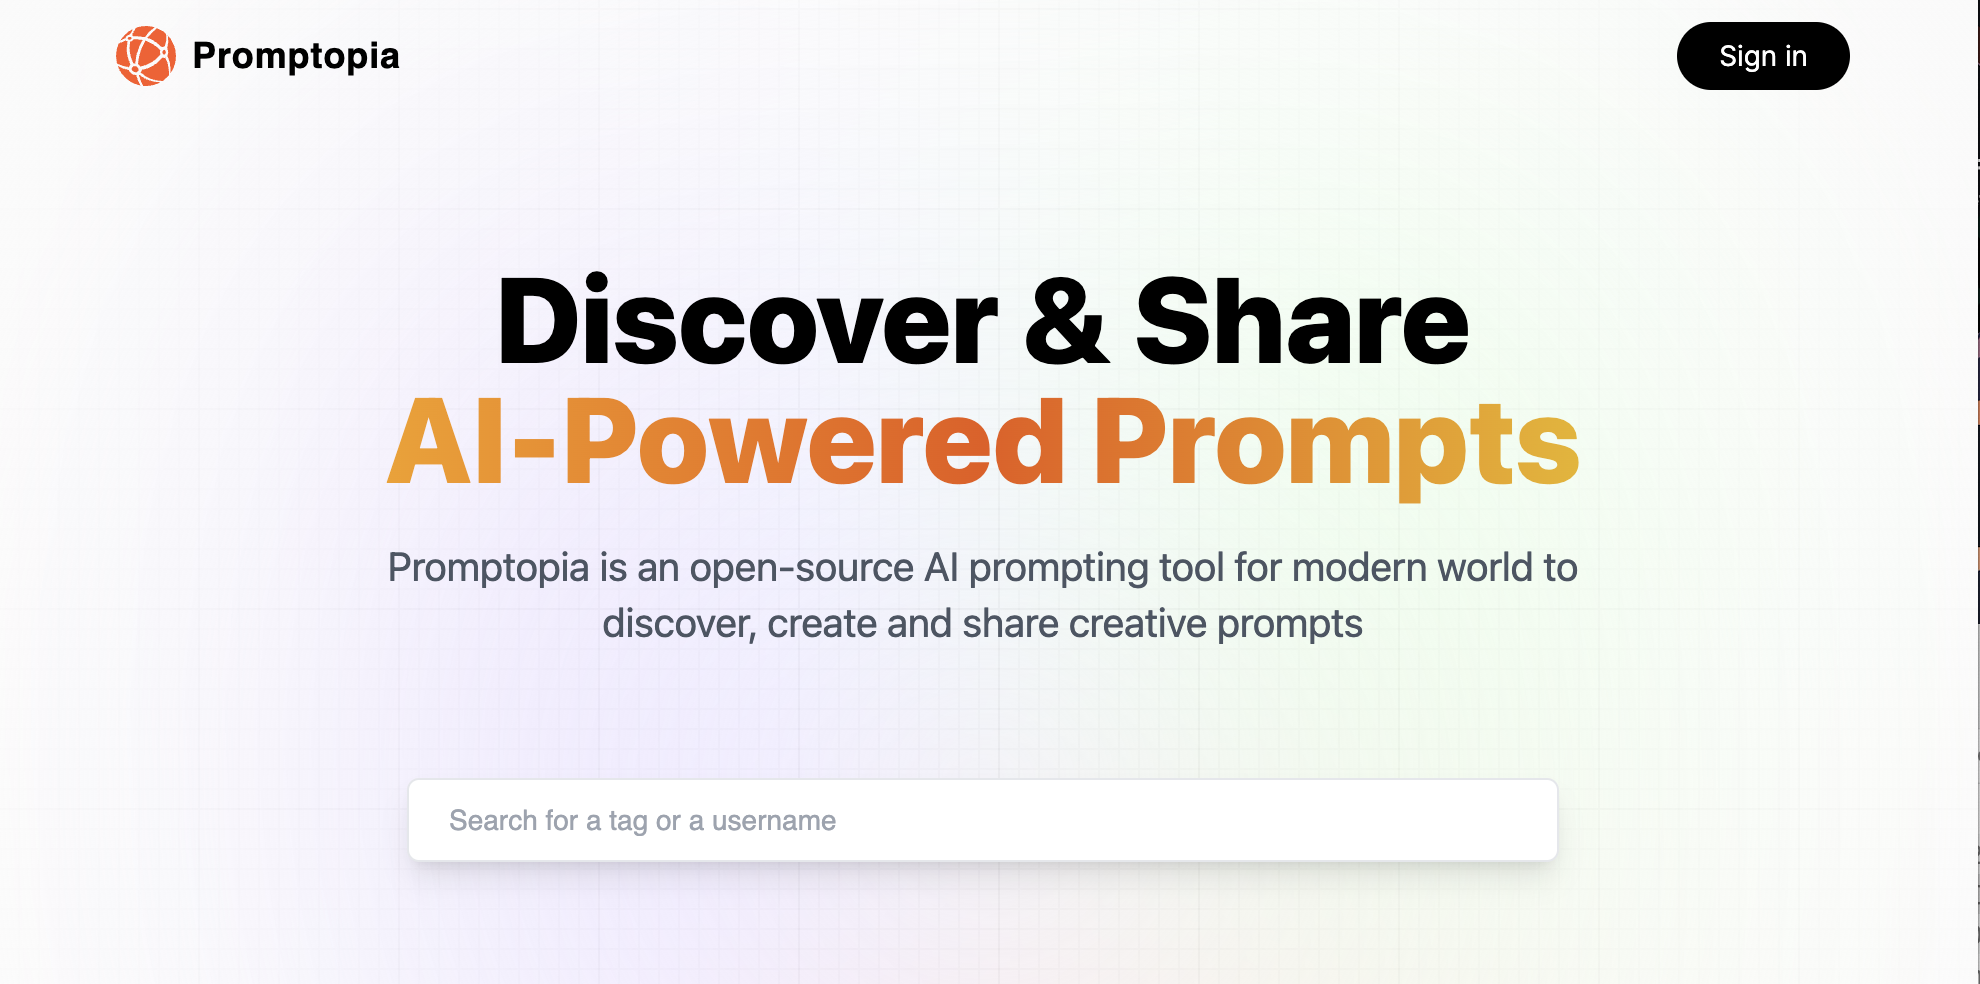 Promptopia
Sign in
Discover & Share
AI-Powered Prompts
Promptopia is an open-source AI prompting tool for modern world to
discover, create and share creative prompts
Search for a tag or a username